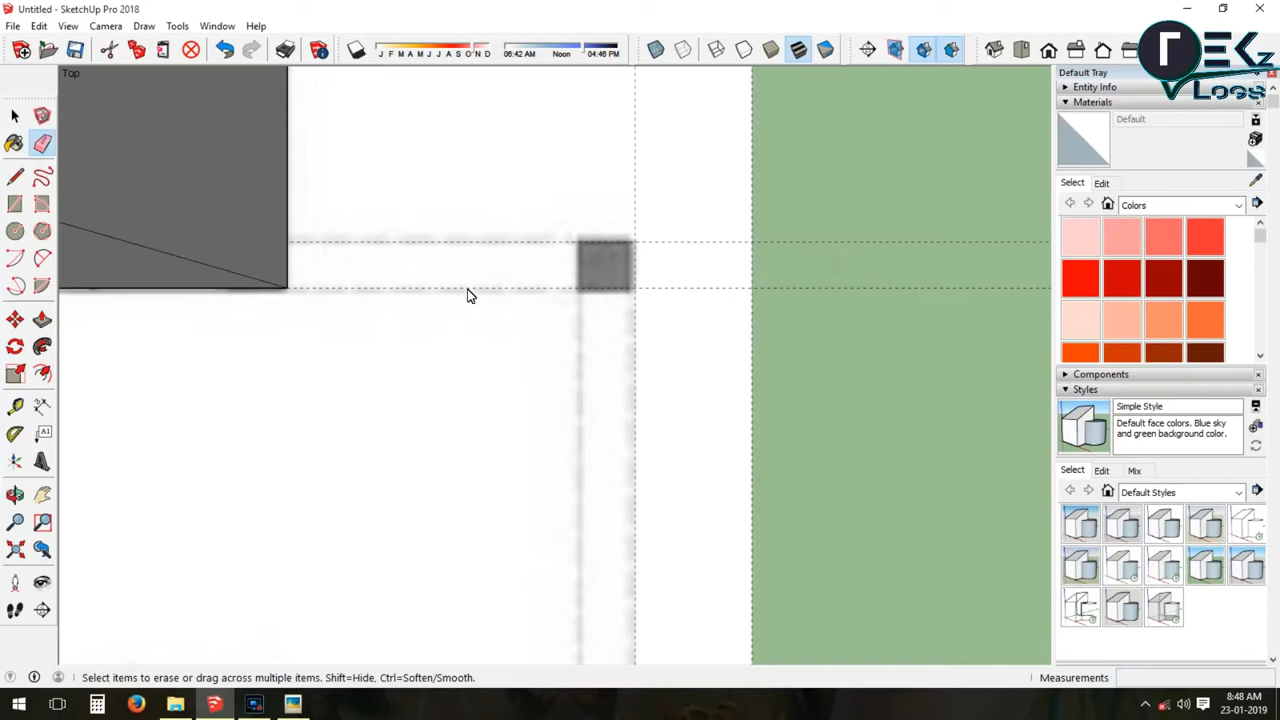 Untitled - SketchUp Pro 2018
File Edit View Camera Draw Tools Window Help
J F M A M J J A S O N D
06:42 AM Noon 04:46 PM
TEKz
VLogs
Top
Default Tray
Entity Info
Materials
Default
Select Edit
Colors
Components
Styles
Simple Style
Default face colors. Blue sky
and green background color.
Select Edit Mix
Default Styles
A1
Select items to erase or drag across multiple items. Shift=Hide, Ctrl=Soften/Smooth.
Measurements
8:48 AM
23-01-2019